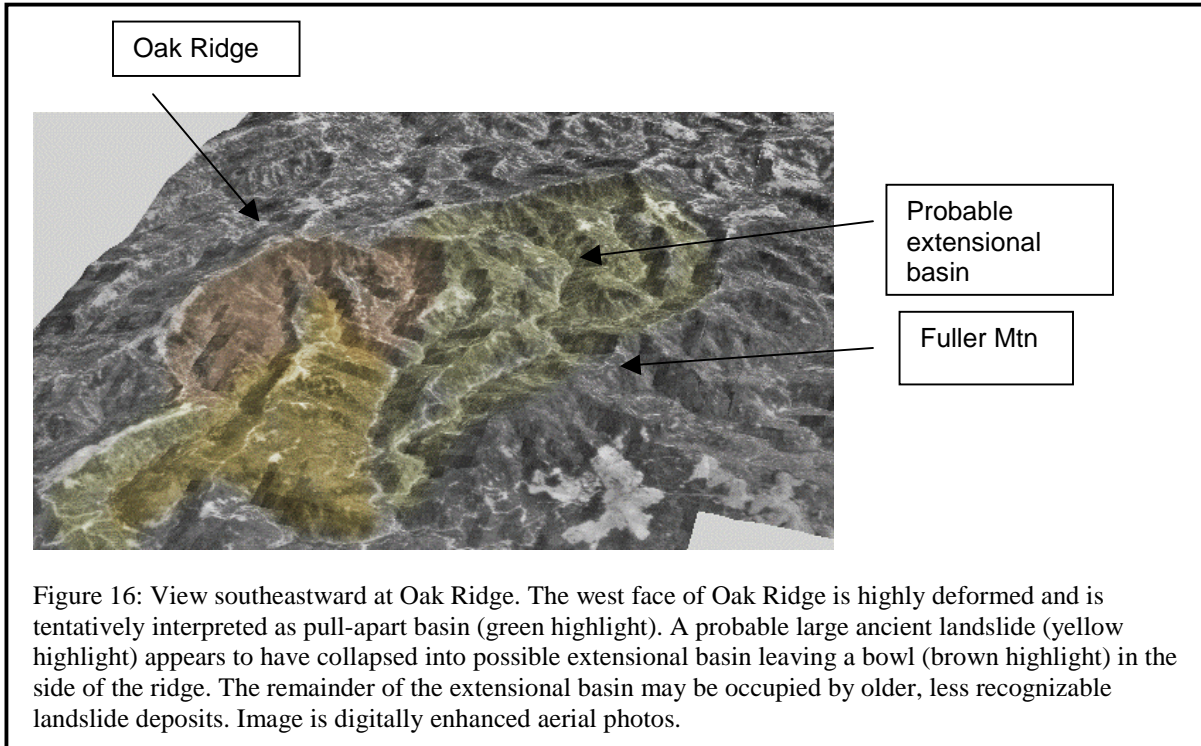 Oak Ridge
Probable
extensional
basin
Fuller Mtn
Figure 16: View southeastward at Oak Ridge. The west face of Oak Ridge is highly deformed and is
tentatively interpreted as pull-apart basin (green highlight). A probable large ancient landslide (yellow
highlight) appears to have collapsed into possible extensional basin leaving a bowl (brown highlight) in the
side of the ridge. The remainder of the extensional basin may be occupied by older, less recognizable
landslide deposits. Image is digitally enhanced aerial photos.